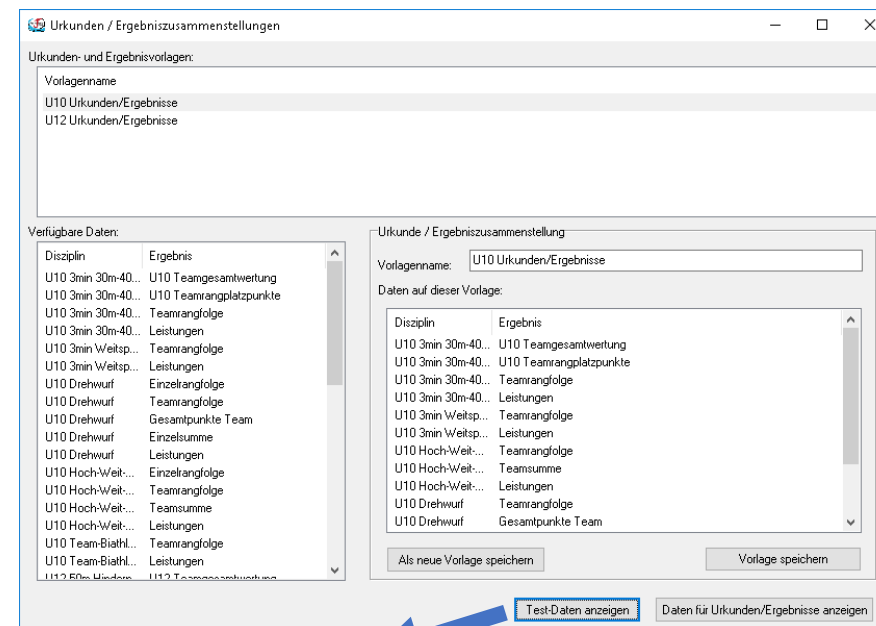 Urkunden / Ergebniszusammenstellungen
Urkunden- und Ergebnisvorlagen:
Vorlagenname
U10 Urkunden/Ergebnisse
U12 Urkunden/Ergebnisse
Verfügbare Daten:
Disziplin Ergebnis
U10 3min 30m-40... U10 Teamgesamtwertung
U10 3min 30m-40... U10 Teamrangplatzpunkte
U10 3min 30m-40... Teamrangfolge
U10 3min 30m-40... Leistungen
U10 3min Weitsp... Teamrangfolge
U10 3min Weitsp... Leistungen
U10 Drehwurf Einzelrangfolge
U10 Drehwurf Teamrangfolge
U10 Drehwurf Gesamtpunkte Team
U10 Drehwurf Einzelsumme
U10 Drehwurf Leistungen
U10 Hoch-Weit-... Einzelrangfolge
U10 Hoch-Weit-... Teamrangfolge
U10 Hoch-Weit-... Teamsumme
U10 Hoch-Weit-... Leistungen
U10 Team-Biathl... Teamrangfolge
U10 Team-Biathl... Leistungen
U12 50m Hindern... U12 Teamgesamtwertung
Urkunde / Ergebniszusammenstellung
Vorlagenname: U10 Urkunden/Ergebnisse
Daten auf dieser Vorlage:
Disziplin Ergebnis
U10 3min 30m-40... U10 Teamgesamtwertung
U10 3min 30m-40... U10 Teamrangplatzpunkte
U10 3min 30m-40... Teamrangfolge
U10 3min 30m-40... Leistungen
U10 3min Weitsp... Teamrangfolge
U10 3min Weitsp... Leistungen
U10 Hoch-Weit-... Teamrangfolge
U10 Hoch-Weit-... Teamsumme
U10 Hoch-Weit-... Leistungen
U10 Drehwurf Teamrangfolge
U10 Drehwurf Gesamtpunkte Team
Als neue Vorlage speichern Vorlage speichern
Test-Daten anzeigen Daten für Urkunden/Ergebnisse anzeigen